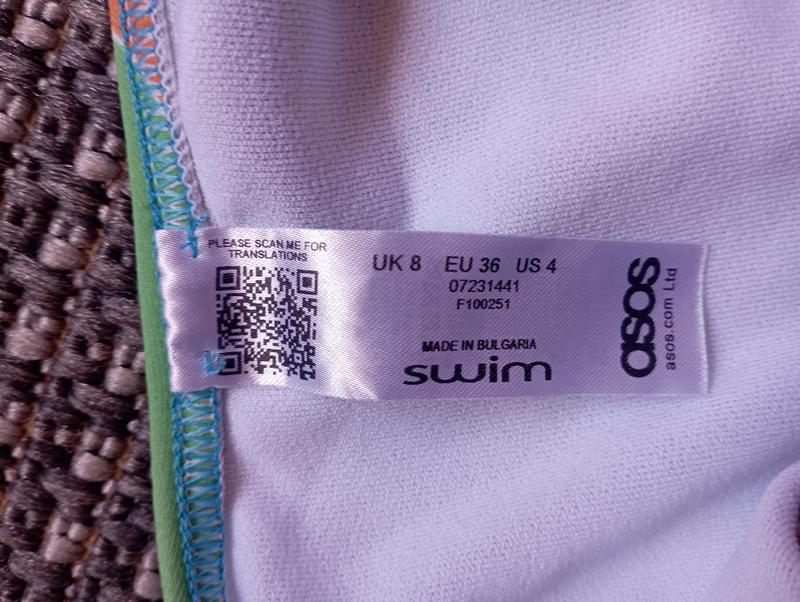 PLEASE SCAN ME FOR
TRANSLATIONS
UK 8 EU 36 US 4
07231441
F100251
MADE IN BULGARIA
swim
asos
asos.com Ltd